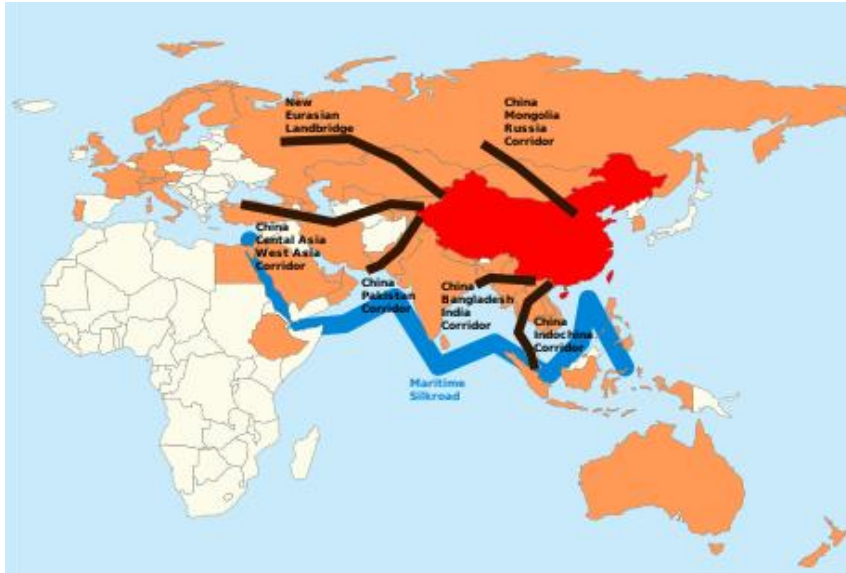 New
Eurasian
Landbridge
China
Mongolia
Russia
Corridor
China
Cental Asia
West Asia
Corridor
China
Pakistan
Corridor
China
Bangladesh
India
Corridor
China
Indochina
Corridor
Maritime
Silkroad